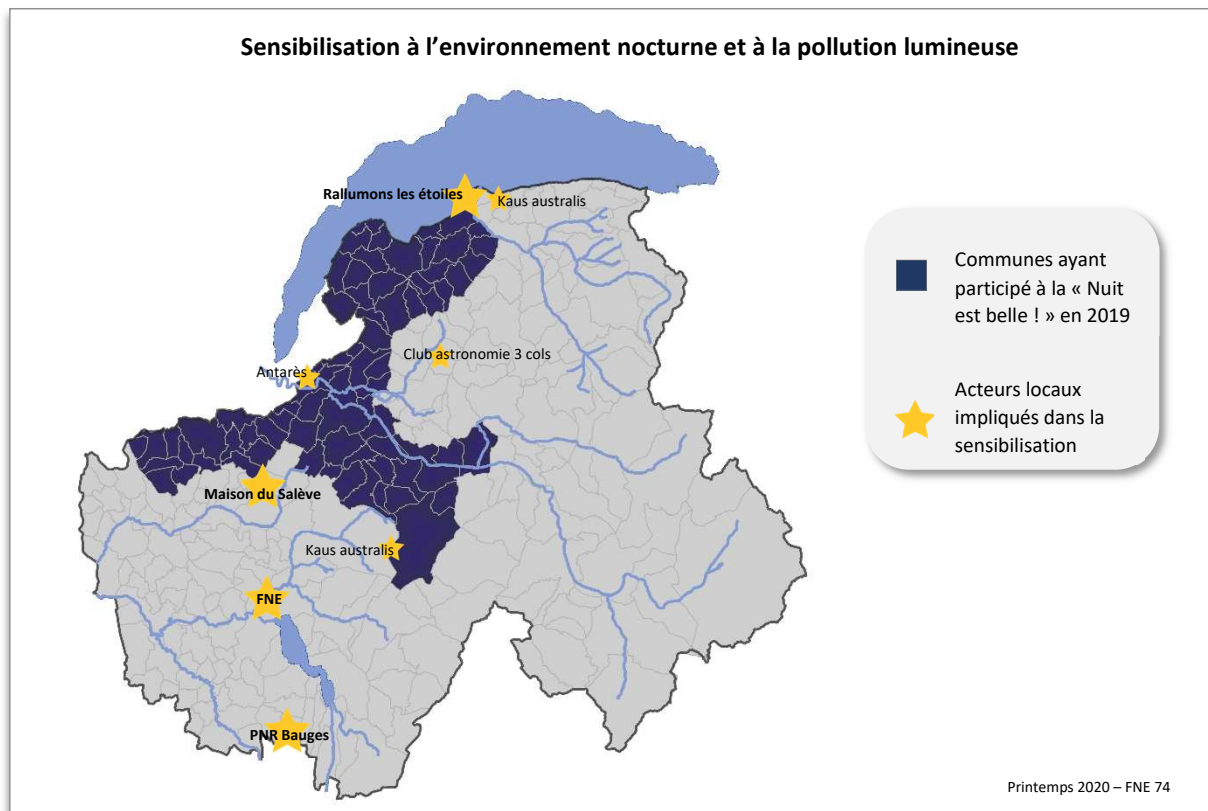 Sensibilisation à l’environnement nocturne et à la pollution lumineuse
Rallumons les étoiles
Kaus australis
Club astronomie 3 cols
Antarès
Maison du Salève
Kaus australis
FNE
PNR Bauges
Communes ayant
participé à la « Nuit
est belle ! » en 2019
Acteurs locaux
impliqués dans la
sensibilisation
Printemps 2020 – FNE 74